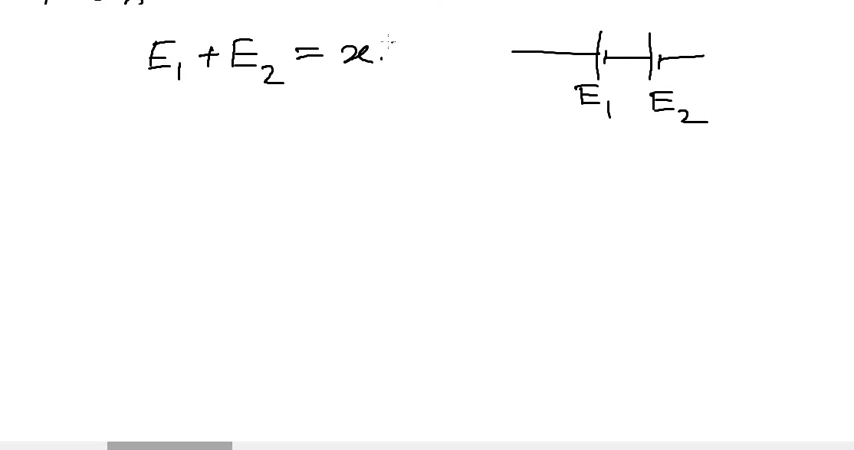 E₁ + E₂ = x.
E₁ E₂